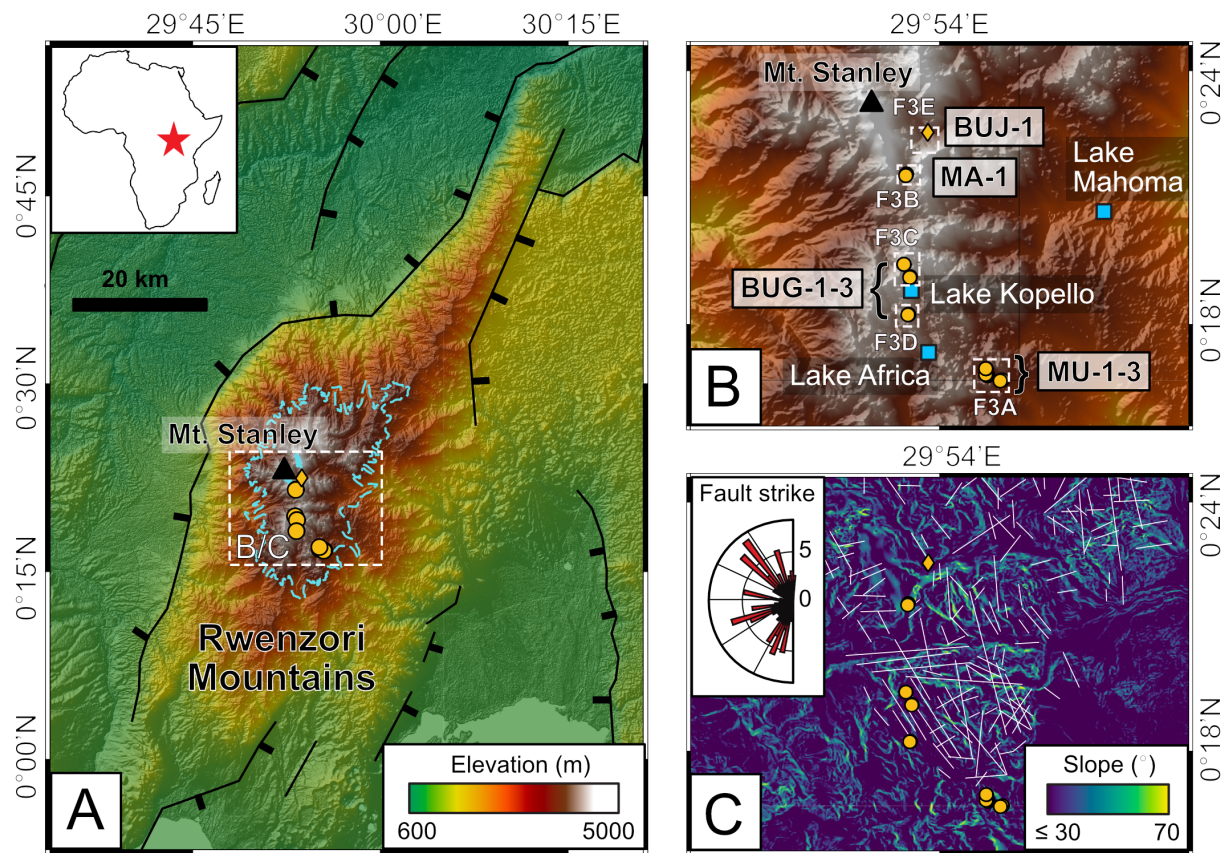 29°45'E
30°00'E
30°15'E
0°45'N
0°30'N
0°15'N
0°00'N
20 km
Mt. Stanley
B/C
Rwenzori
Mountains
A
Elevation (m)
600
5000
29°54'E
0°24'N
0°18'N
Mt. Stanley
F3E
BUJ-1
MA-1
F3B
Lake
Mahoma
F3C
BUG-1-3
Lake Kopello
F3D
Lake Africa
MU-1-3
F3A
B
29°54'E
0°24'N
0°18'N
Fault strike
5
0
C
Slope (°)
≤ 30
70